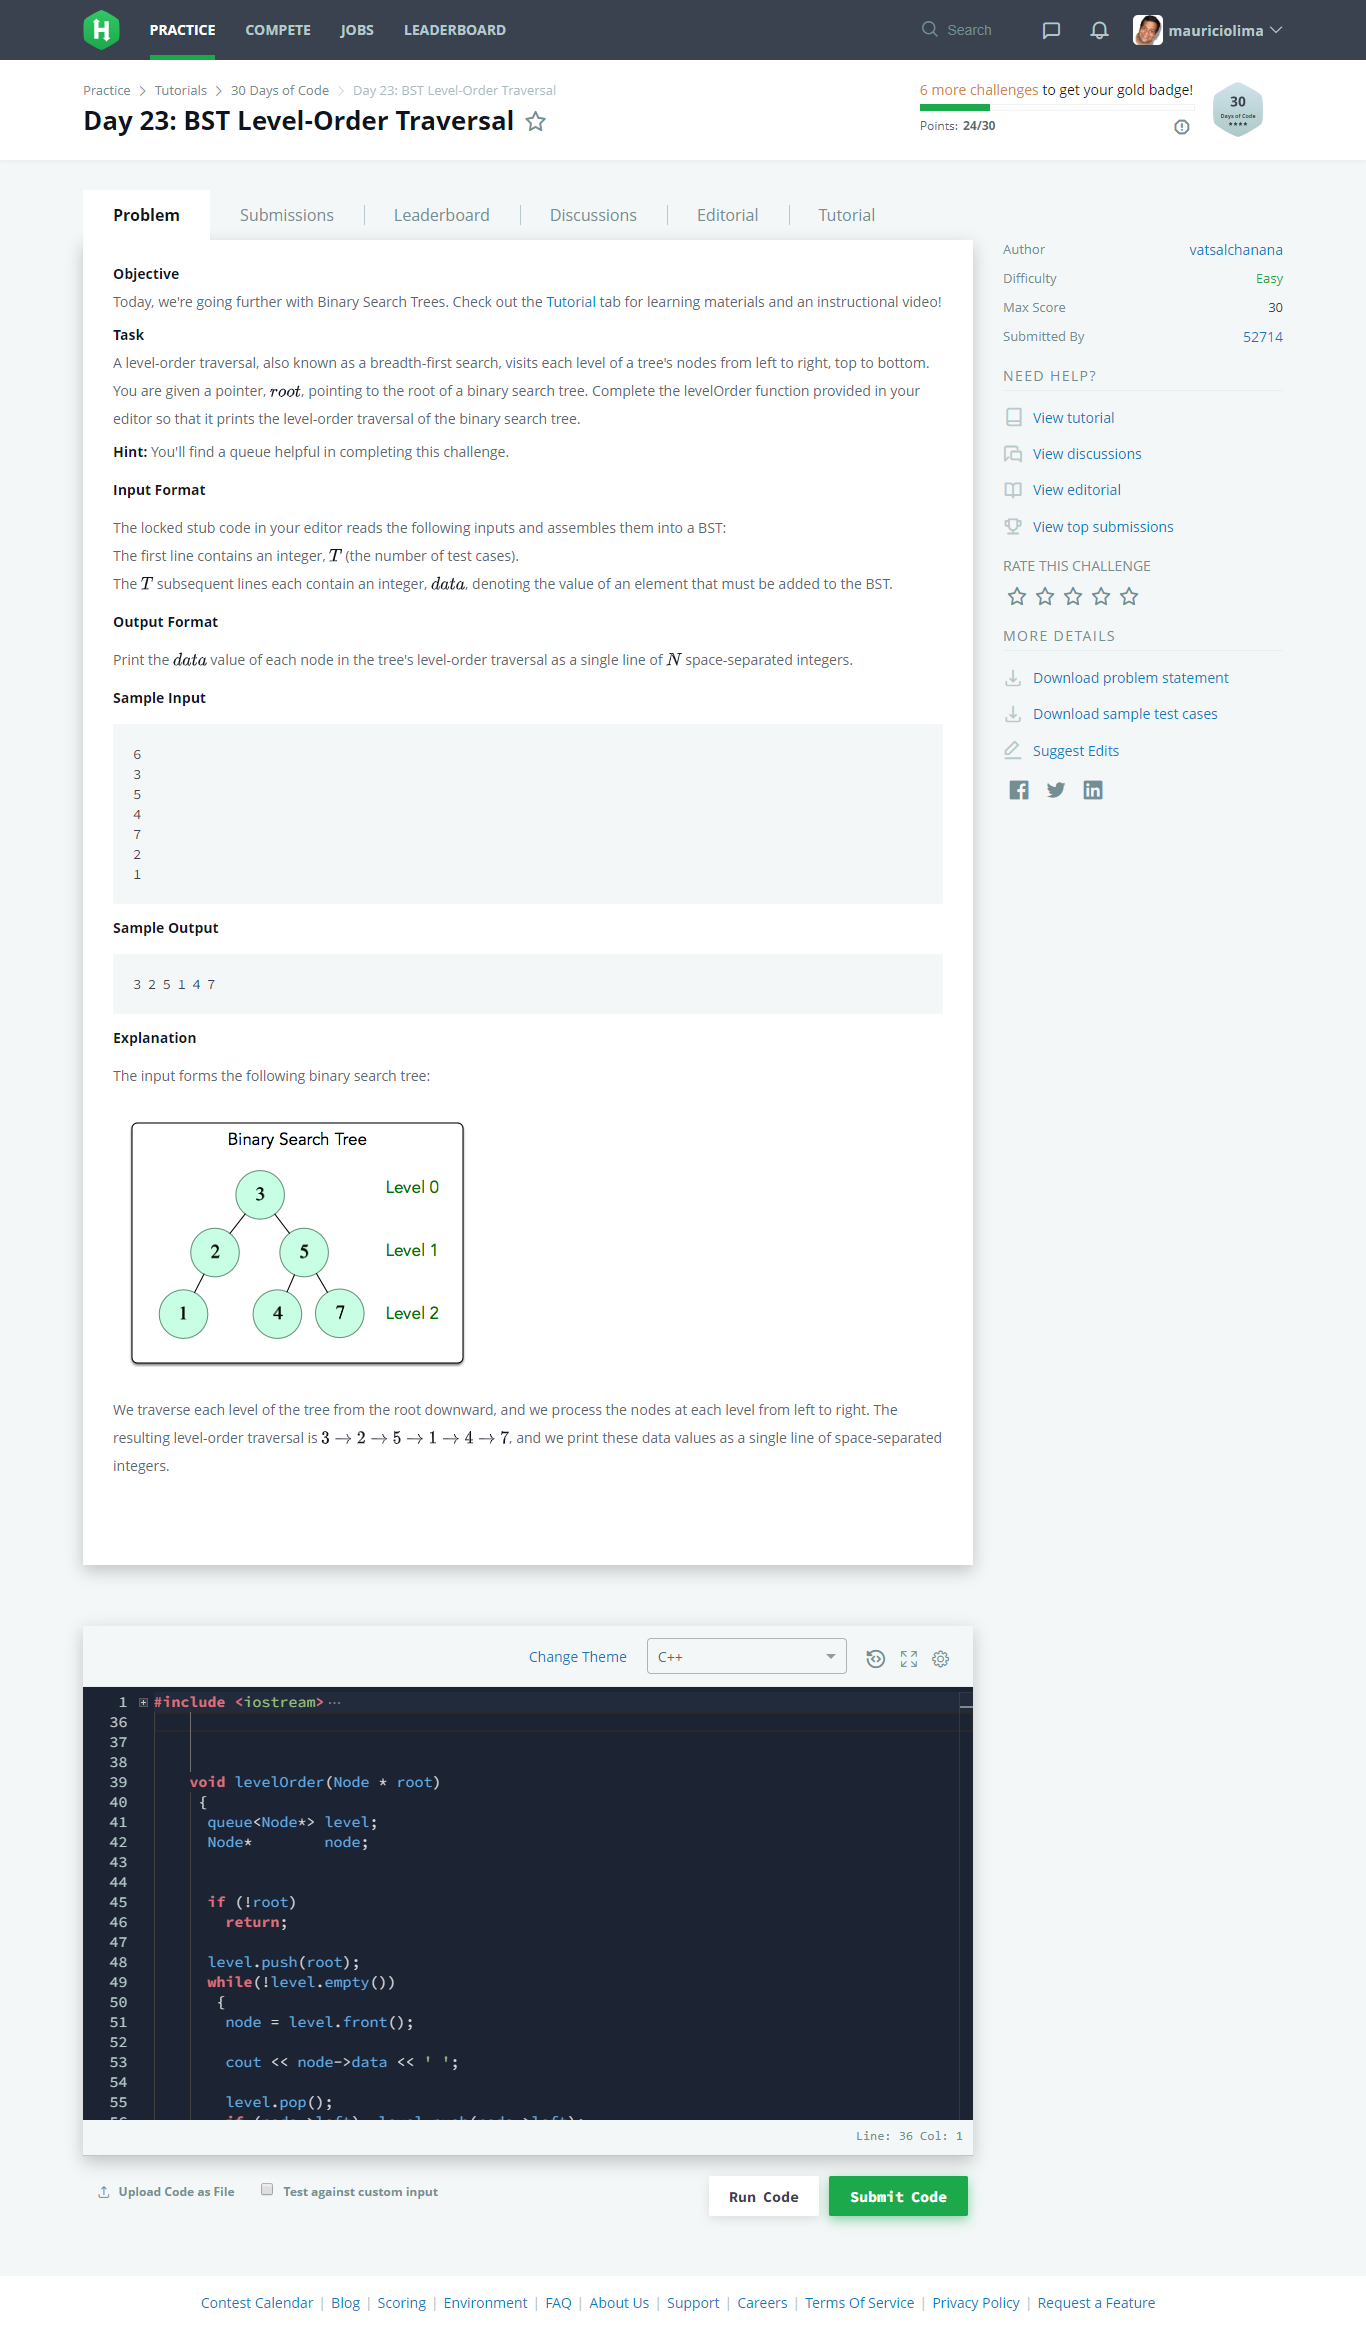 PRACTICE COMPETE JOBS LEADERBOARD Search mauriciolima
Practice > Tutorials > 30 Days of Code > Day 23: BST Level-Order Traversal
Day 23: BST Level-Order Traversal
6 more challenges to get your gold badge!
Points: 24/30
30
Days of Code
Problem Submissions Leaderboard Discussions Editorial Tutorial
Objective
Today, we're going further with Binary Search Trees. Check out the Tutorial tab for learning materials and an instructional video!
Task
A level-order traversal, also known as a breadth-first search, visits each level of a tree's nodes from left to right, top to bottom.
You are given a pointer, root, pointing to the root of a binary search tree. Complete the levelOrder function provided in your
editor so that it prints the level-order traversal of the binary search tree.
Hint: You'll find a queue helpful in completing this challenge.
Input Format
The locked stub code in your editor reads the following inputs and assembles them into a BST:
The first line contains an integer, T (the number of test cases).
The T subsequent lines each contain an integer, data, denoting the value of an element that must be added to the BST.
Output Format
Print the data value of each node in the tree's level-order traversal as a single line of N space-separated integers.
Sample Input
6
3
5
4
7
2
1
Sample Output
3 2 5 1 4 7
Explanation
The input forms the following binary search tree:
Binary Search Tree
3 Level 0
2 5 Level 1
1 4 7 Level 2
We traverse each level of the tree from the root downward, and we process the nodes at each level from left to right. The
resulting level-order traversal is 3 → 2 → 5 → 1 → 4 → 7, and we print these data values as a single line of space-separated
integers.
Author vatsalchanana
Difficulty Easy
Max Score 30
Submitted By 52714
NEED HELP?
View tutorial
View discussions
View editorial
View top submissions
RATE THIS CHALLENGE
MORE DETAILS
Download problem statement
Download sample test cases
Suggest Edits
Change Theme C++
1 #include <iostream> ···
36
37
38
39 void levelOrder(Node * root)
40 {
41 queue<Node*> level;
42 Node* node;
43
44
45 if (!root)
46 return;
47
48 level.push(root);
49 while(!level.empty())
50 {
51 node = level.front();
52
53 cout << node->data << ' ';
54
55 level.pop();
Line: 36 Col: 1
Upload Code as File Test against custom input Run Code Submit Code
Contest Calendar | Blog | Scoring | Environment | FAQ | About Us | Support | Careers | Terms Of Service | Privacy Policy | Request a Feature